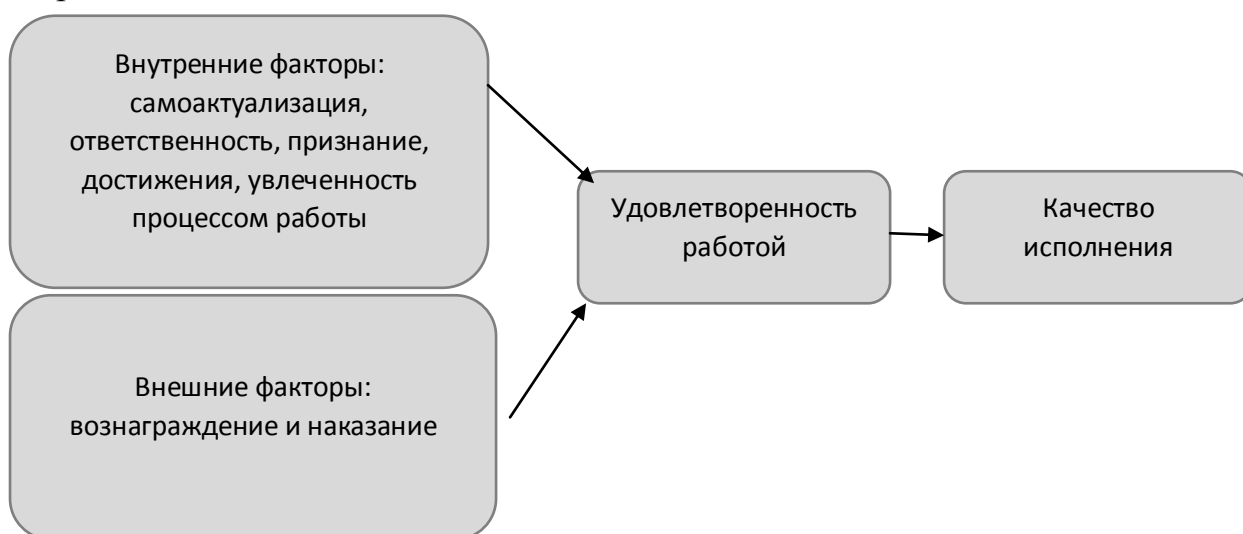 Внутренние факторы:
самоактуализация,
ответственность, признание,
достижения, увлеченность
процессом работы
Удовлетворенность
работой
Качество
исполнения
Внешние факторы:
вознаграждение и наказание